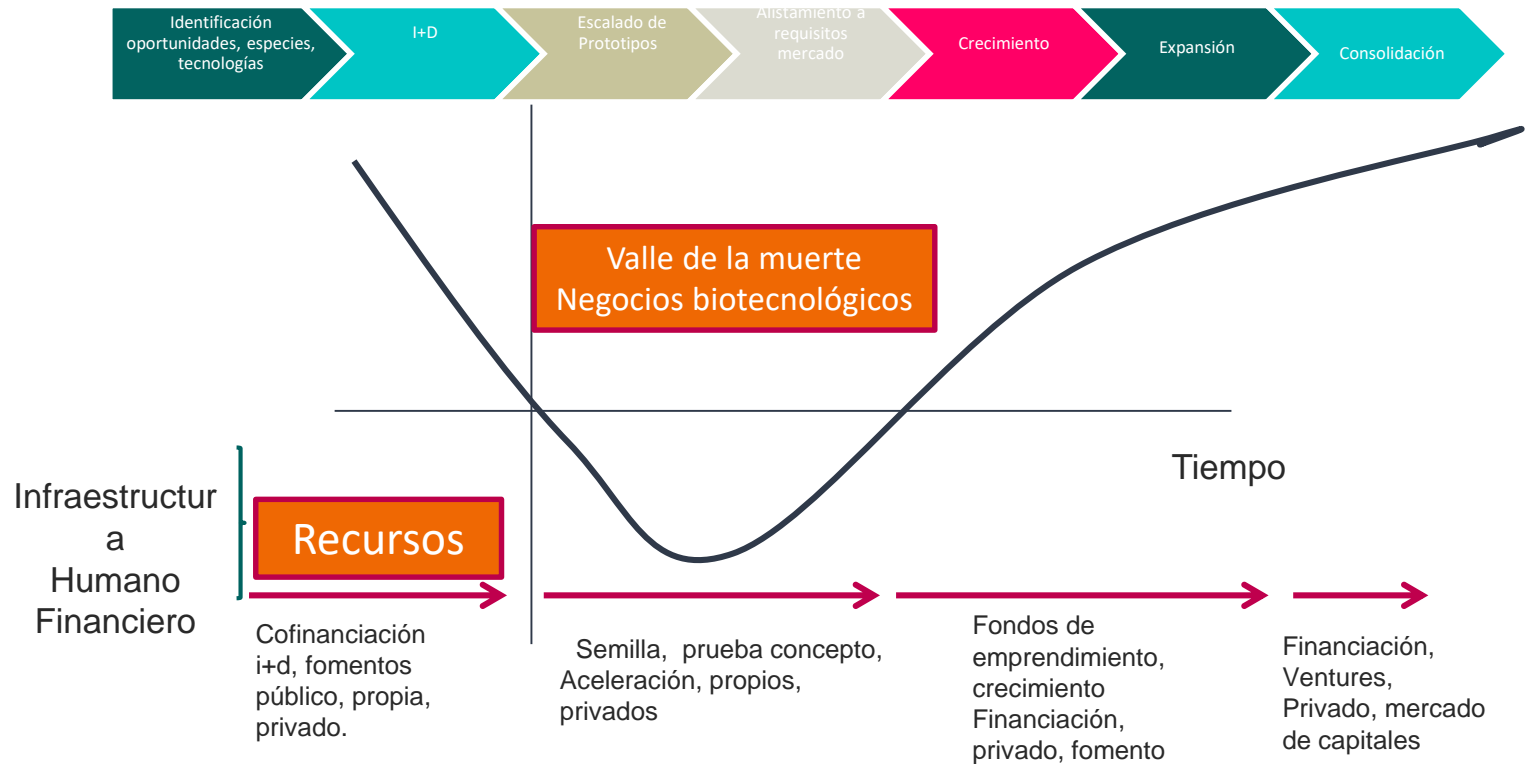 Identificación
oportunidades, especies,
tecnologías
I+D
Escalado de
Prototipos
Alistamiento a
requisitos
mercado
Crecimiento
Expansión
Consolidación
Valle de la muerte
Negocios biotecnológicos
Tiempo
Infraestructur
a
Humano
Financiero
Recursos
Cofinanciación
i+d, fomentos
público, propia,
privado.
Semilla, prueba concepto,
Aceleración, propios,
privados
Fondos de
emprendimiento,
crecimiento
Financiación,
privado, fomento
Financiación,
Ventures,
Privado, mercado
de capitales